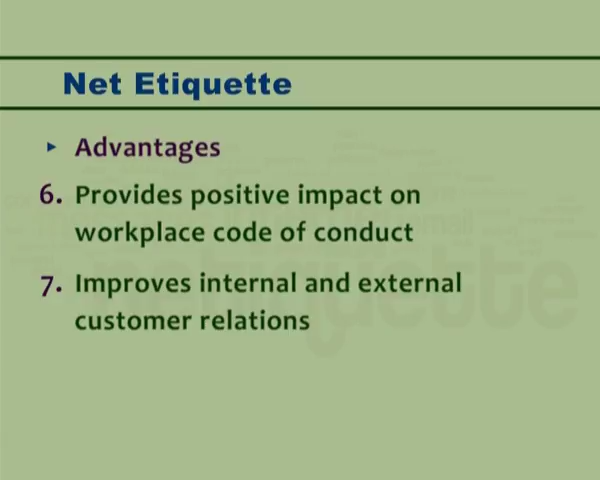 Net Etiquette
▸ Advantages
6. Provides positive impact on
workplace code of conduct
7. Improves internal and external
customer relations
netiquette